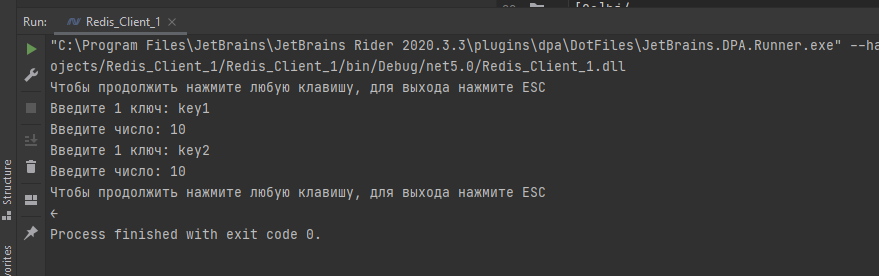 Run: Redis_Client_1
"C:\Program Files\JetBrains\JetBrains Rider 2020.3.3\plugins\dpa\DotFiles\JetBrains.DPA.Runner.exe" --ha
ojects/Redis_Client_1/Redis_Client_1/bin/Debug/net5.0/Redis_Client_1.dll
Чтобы продолжить нажмите любую клавишу, для выхода нажмите ESC
Введите 1 ключ: key1
Введите число: 10
Введите 1 ключ: key2
Введите число: 10
Чтобы продолжить нажмите любую клавишу, для выхода нажмите ESC
←
Process finished with exit code 0.
Structure
vorites